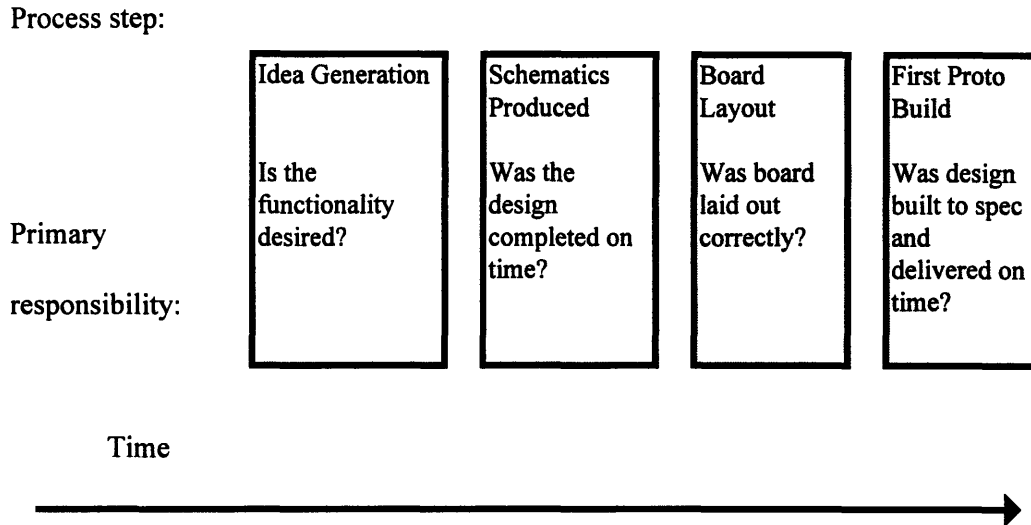 Process step:
Idea Generation
Is the
functionality
desired?
Schematics
Produced
Was the
design
completed on
time?
Board
Layout
Was board
laid out
correctly?
First Proto
Build
Was design
built to spec
and
delivered on
time?
Primary
responsibility:
Time